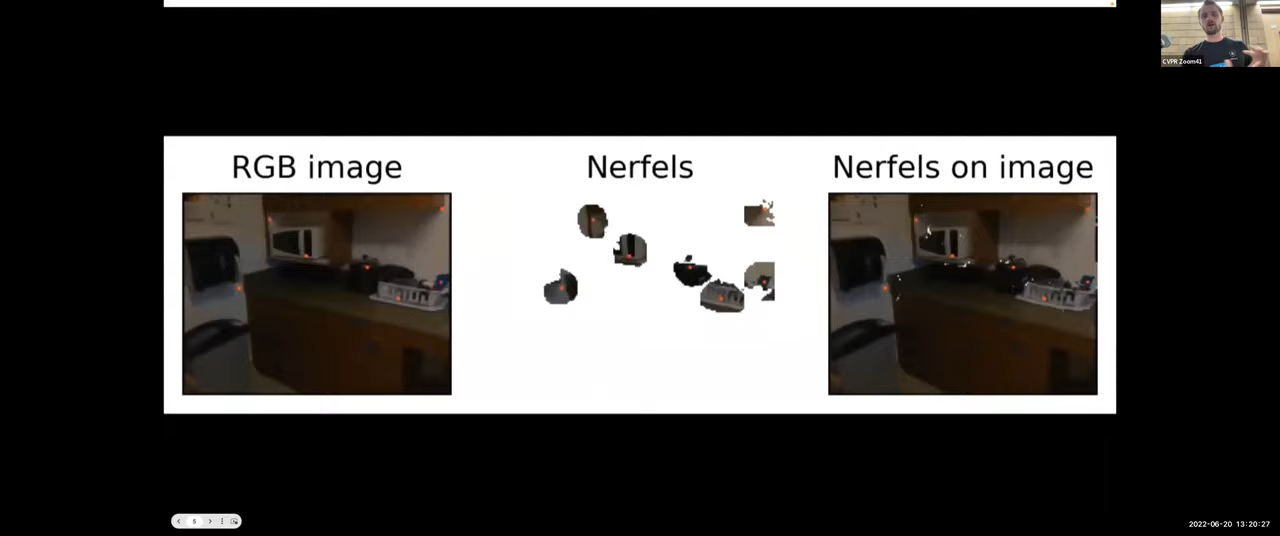 CVPR Zoom41
RGB image
Nerfels
Nerfels on image
5
2022-06-20 13:20:27